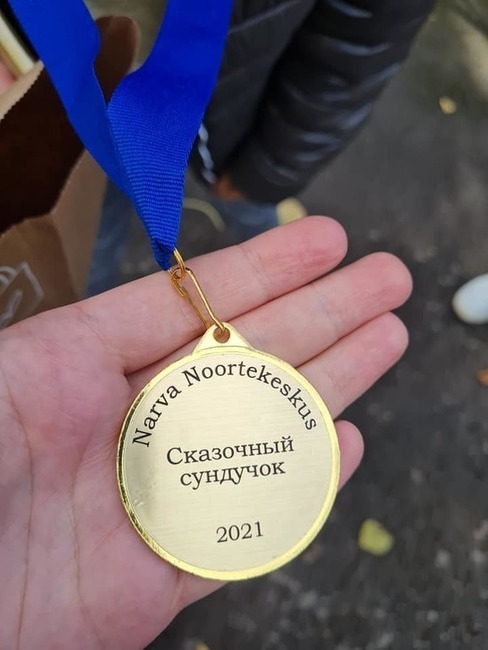 Narva Noortekeskus
Сказочный
сундучок
2021